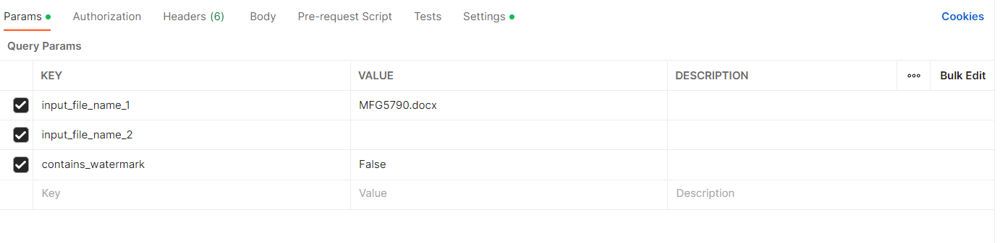 Params Authorization Headers (6) Body Pre-request Script Tests Settings Cookies
Query Params
KEY VALUE DESCRIPTION Bulk Edit
input_file_name_1 MFG5790.docx
input_file_name_2
contains_watermark False
Key Value Description